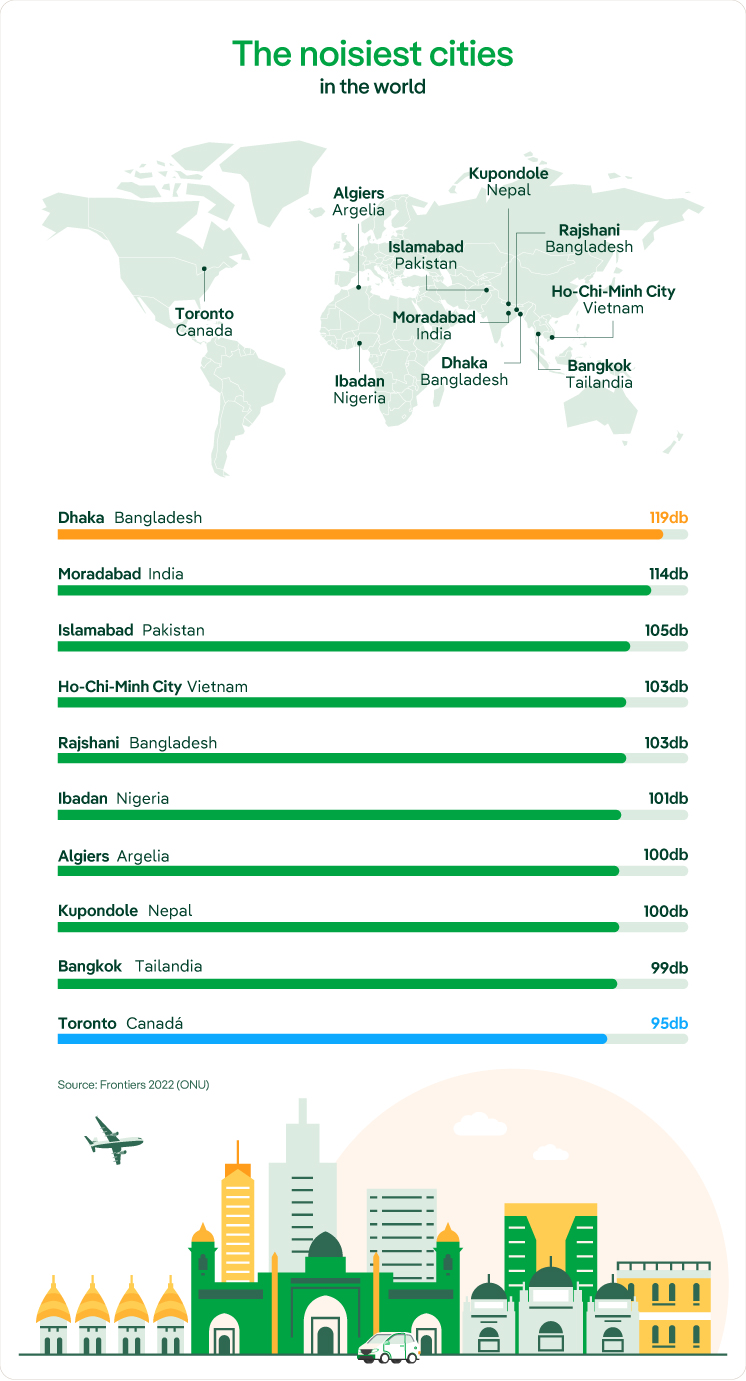 The noisiest cities
in the world
Kupondole
Nepal
Algiers
Argelia
Rajshani
Bangladesh
Islamabad
Pakistan
Ho-Chi-Minh City
Vietnam
Toronto
Canada
Moradabad
India
Dhaka
Bangladesh
Bangkok
Tailandia
Ibadan
Nigeria
Dhaka Bangladesh 119db
Moradabad India 114db
Islamabad Pakistan 105db
Ho-Chi-Minh City Vietnam 103db
Rajshani Bangladesh 103db
Ibadan Nigeria 101db
Algiers Argelia 100db
Kupondole Nepal 100db
Bangkok Tailandia 99db
Toronto Canadá 95db
Source: Frontiers 2022 (ONU)